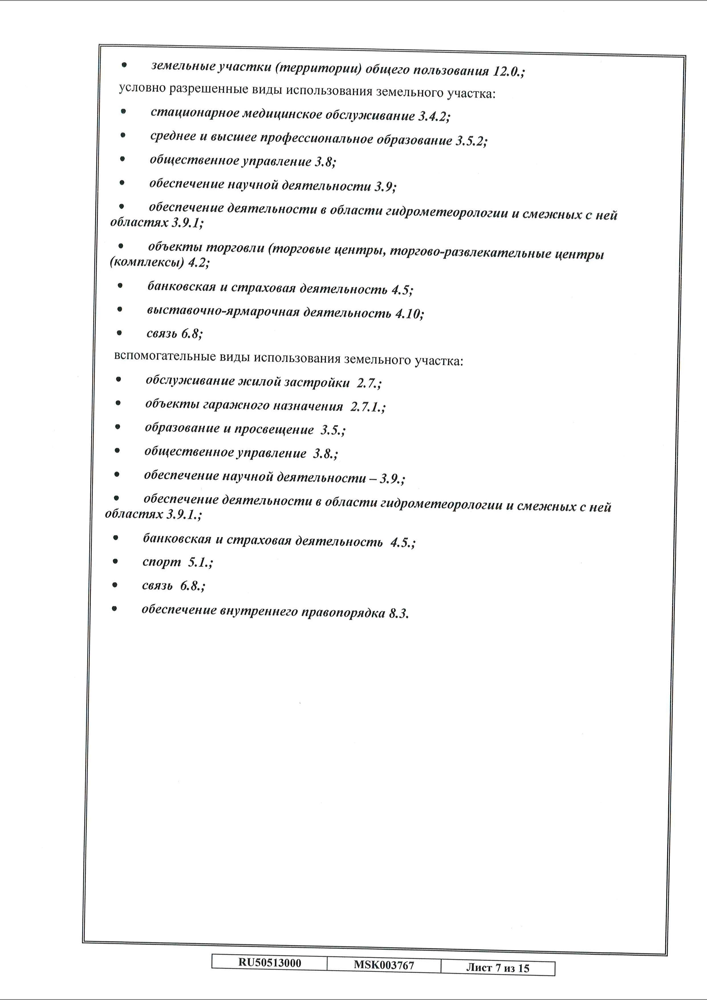 • земельные участки (территории) общего пользования 12.0.;
условно разрешенные виды использования земельного участка:
• стационарное медицинское обслуживание 3.4.2;
• среднее и высшее профессиональное образование 3.5.2;
• общественное управление 3.8;
• обеспечение научной деятельности 3.9;
• обеспечение деятельности в области гидрометеорологии и смежных с ней
областях 3.9.1;
• объекты торговли (торговые центры, торгово-развлекательные центры
(комплексы) 4.2;
• банковская и страховая деятельность 4.5;
• выставочно-ярмарочная деятельность 4.10;
• связь 6.8;
вспомогательные виды использования земельного участка:
• обслуживание жилой застройки 2.7.;
• объекты гаражного назначения 2.7.1.;
• образование и просвещение 3.5.;
• общественное управление 3.8.;
• обеспечение научной деятельности – 3.9.;
• обеспечение деятельности в области гидрометеорологии и смежных с ней
областях 3.9.1.;
• банковская и страховая деятельность 4.5.;
• спорт 5.1.;
• связь 6.8.;
• обеспечение внутреннего правопорядка 8.3.
RU50513000 MSK003767 Лист 7 из 15